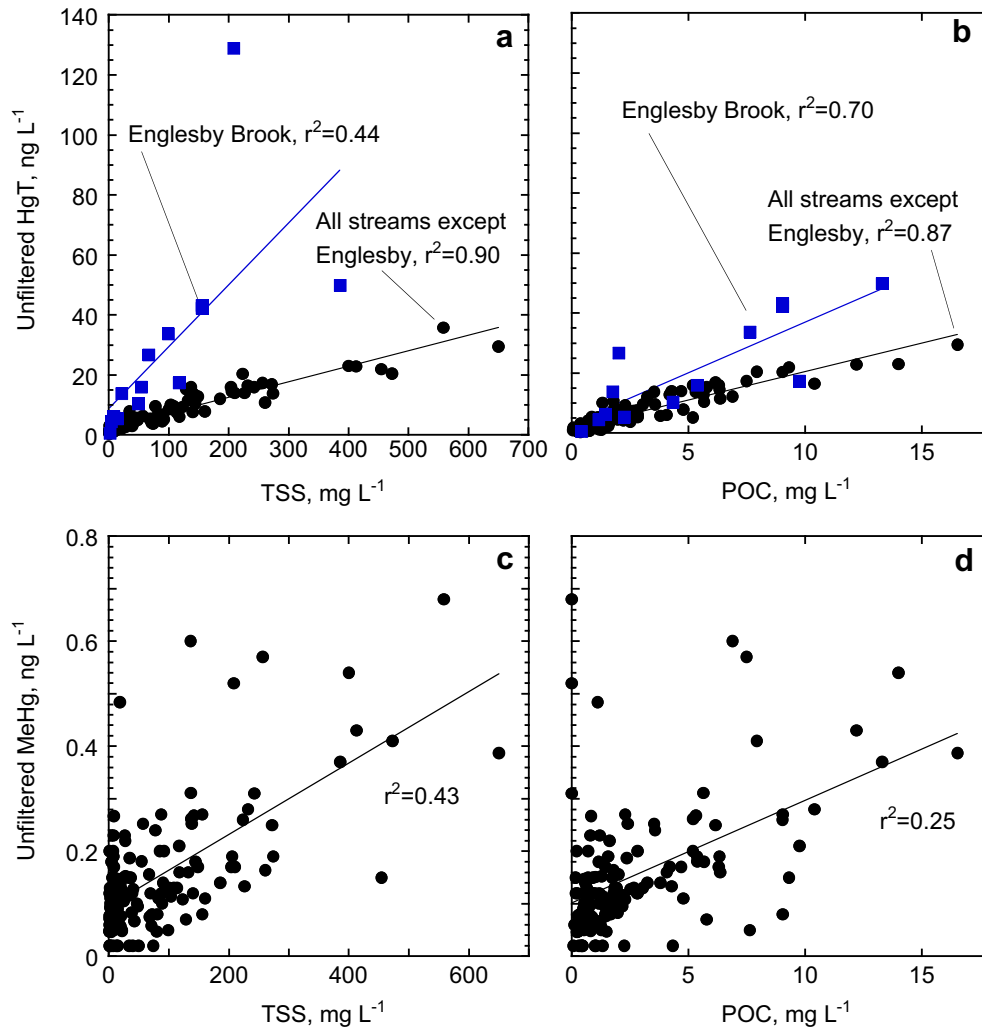 140
120
100
80
60
40
20
0
Unfiltered HgT, ng L⁻¹
a
Englesby Brook, r²=0.44
All streams except
Englesby, r²=0.90
0 100 200 300 400 500 600 700
TSS, mg L⁻¹
b
Englesby Brook, r²=0.70
All streams except
Englesby, r²=0.87
0 5 10 15
POC, mg L⁻¹
0.8
0.6
0.4
0.2
0
Unfiltered MeHg, ng L⁻¹
c
r²=0.43
0 200 400 600
TSS, mg L⁻¹
d
r²=0.25
0 5 10 15
POC, mg L⁻¹